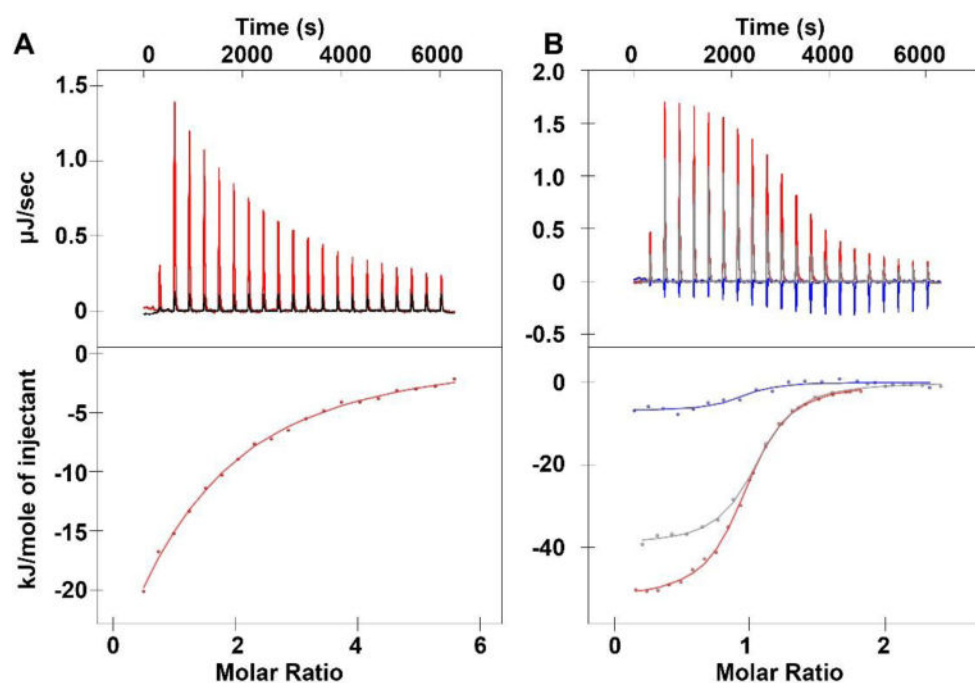 A
Time (s)
0 2000 4000 6000
1.5
1.0
0.5
0
µJ/sec
0
-5
-10
-15
-20
kJ/mole of injectant
0 2 4 6
Molar Ratio
B
Time (s)
0 2000 4000 6000
2.0
1.5
1.0
0.5
0
-0.5
0
-20
-40
0 1 2
Molar Ratio